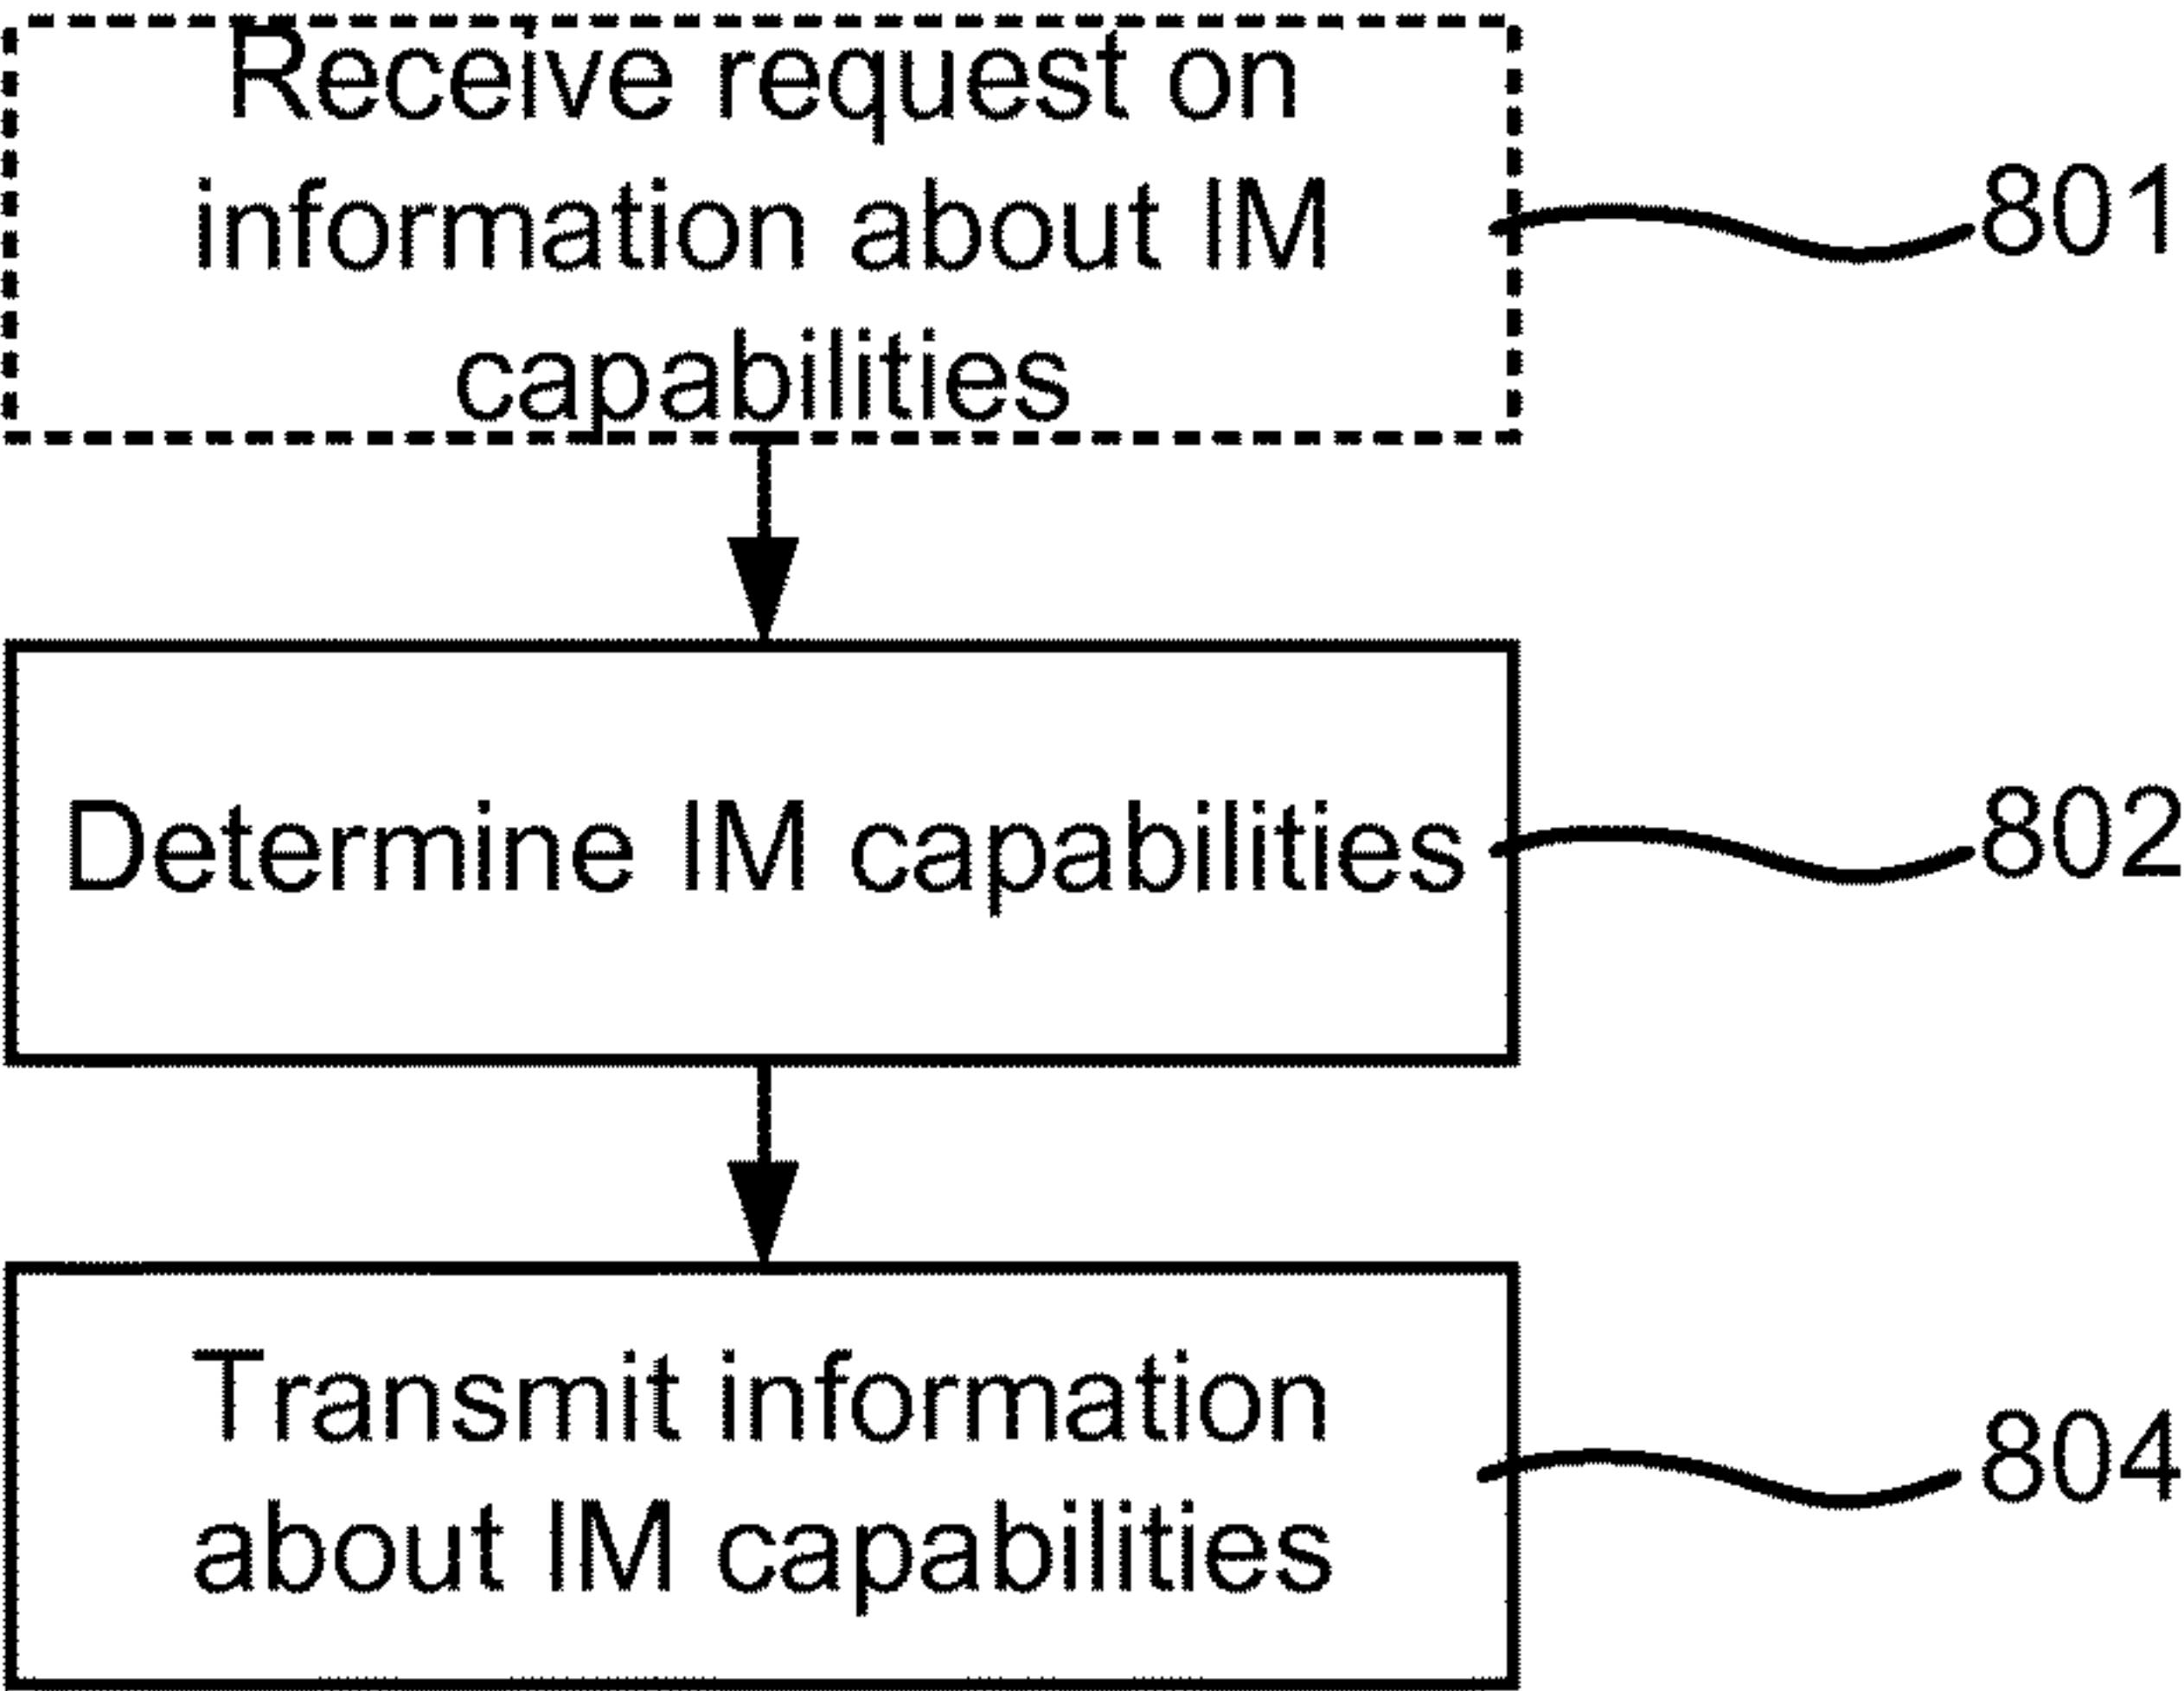 Receive request on
information about IM
capabilities
801
Determine IM capabilities
802
Transmit information
about IM capabilities
804